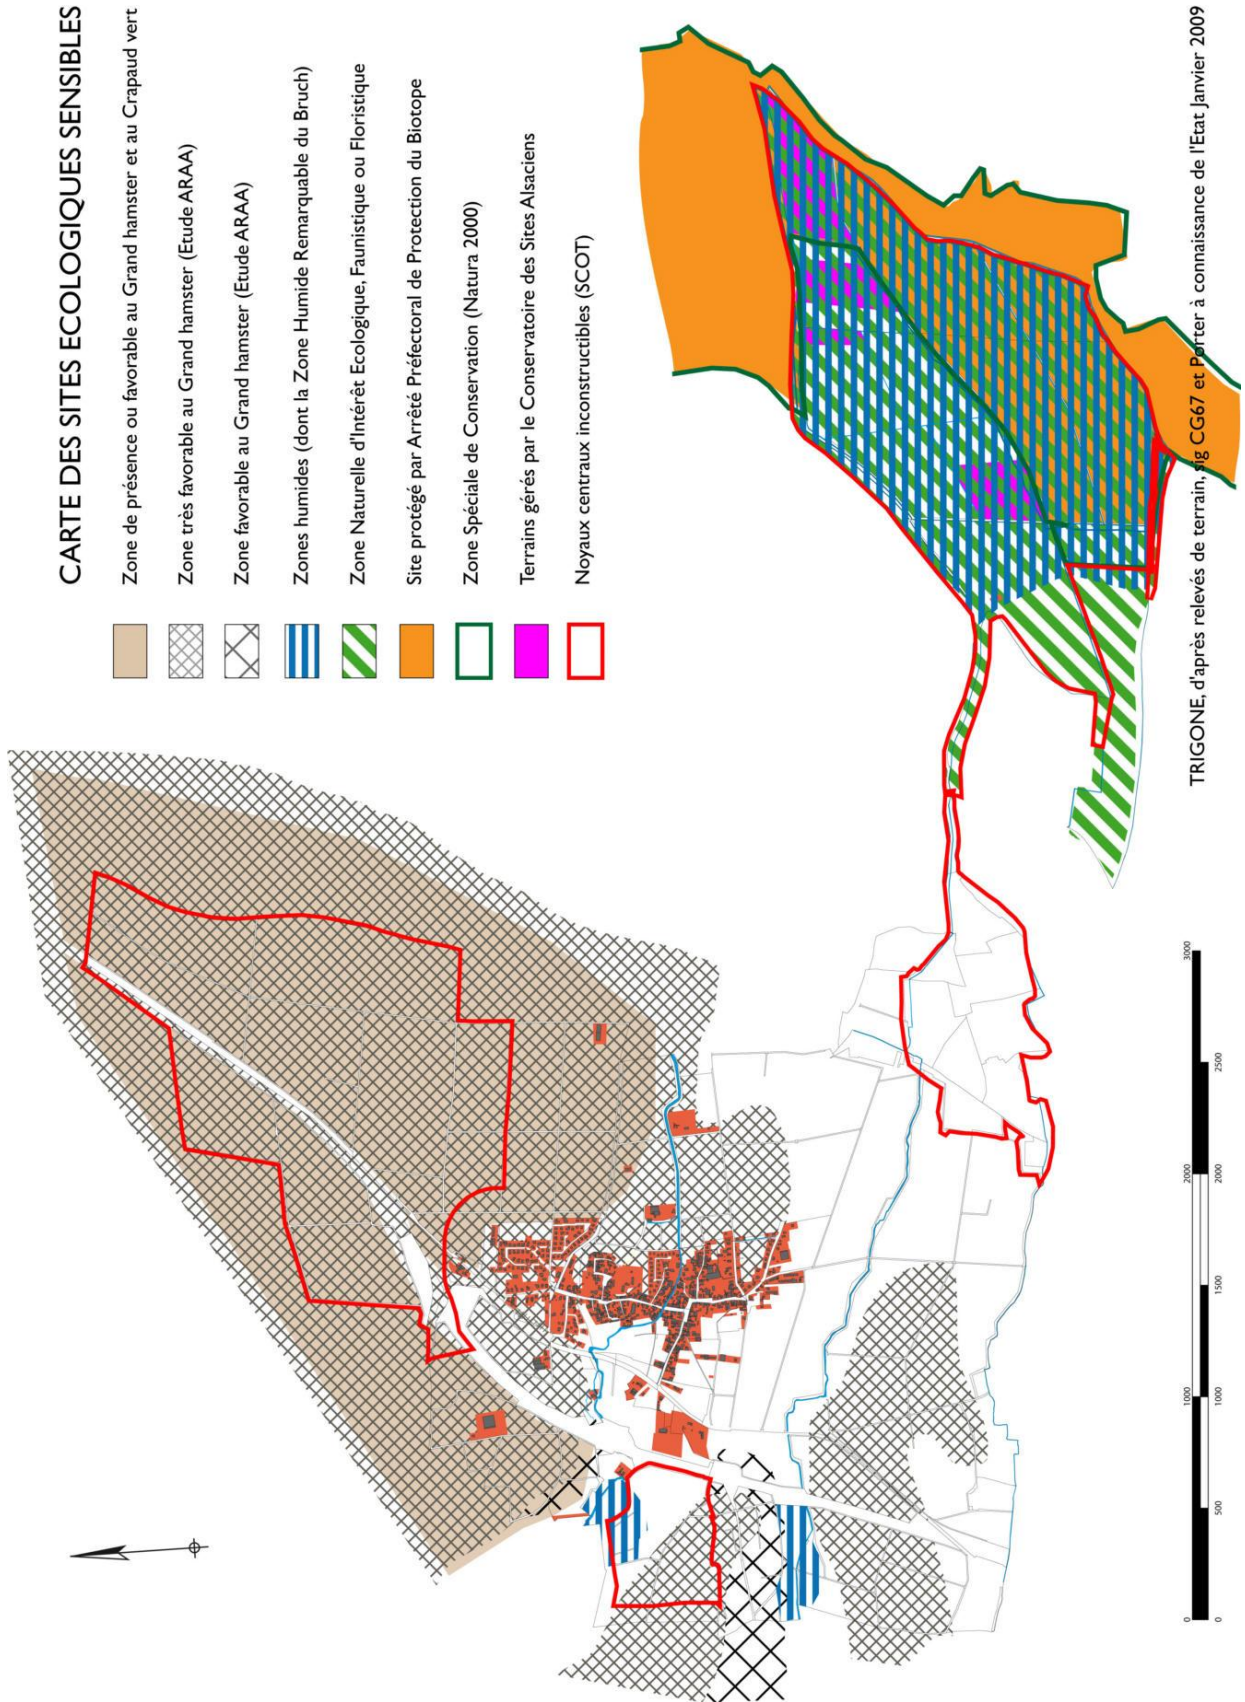 CARTE DES SITES ECOLOGIQUES SENSIBLES
Zone de présence ou favorable au Grand hamster et au Crapaud vert
Zone très favorable au Grand hamster (Etude ARAA)
Zone favorable au Grand hamster (Etude ARAA)
Zones humides (dont la Zone Humide Remarquable du Bruch)
Zone Naturelle d'Intérêt Ecologique, Faunistique ou Floristique
Site protégé par Arrêté Préfectoral de Protection du Biotope
Zone Spéciale de Conservation (Natura 2000)
Terrains gérés par le Conservatoire des Sites Alsaciens
Noyaux centraux inconstructibles (SCOT)
0 1000 2000 3000
0 500 1500 2500
TRIGONE, d'après relevés de terrain, sig CG67 et Porter à connaissance de l'Etat Janvier 2009